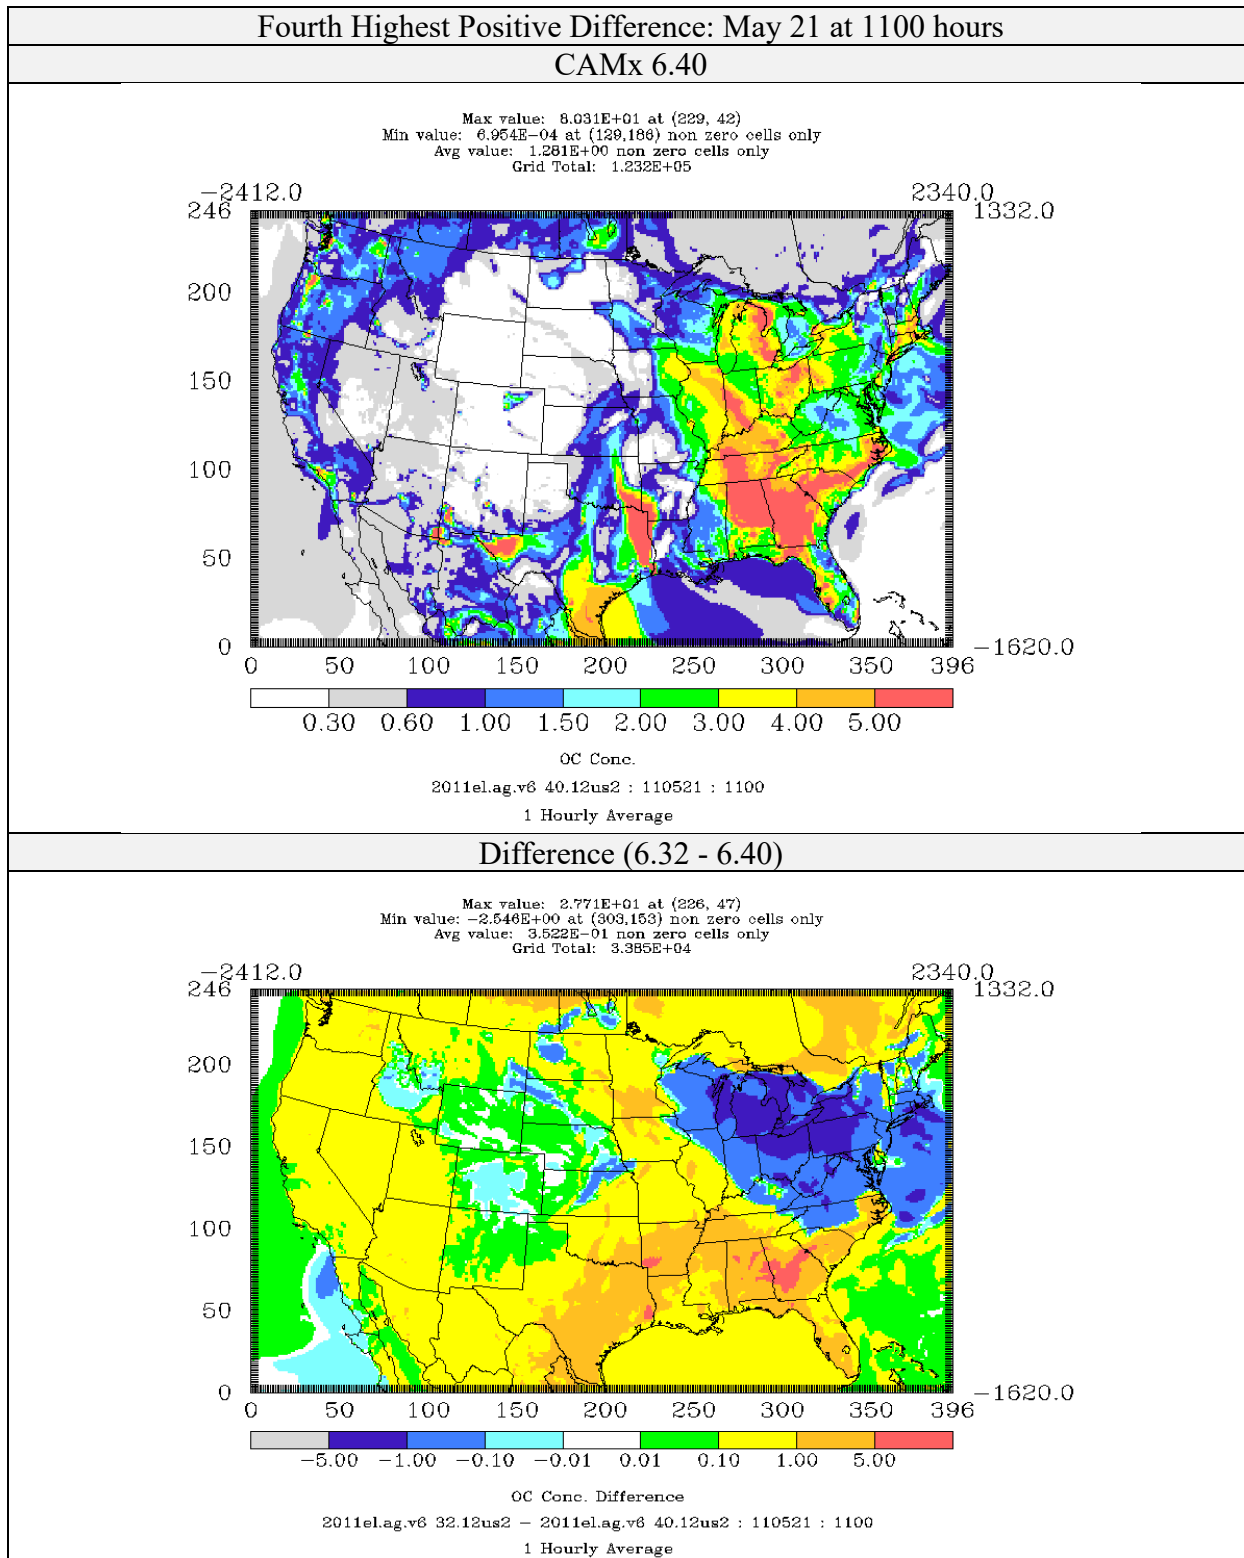 Fourth Highest Positive Difference: May 21 at 1100 hours
CAMx 6.40
Max value: 8.031E+01 at (229, 42)
Min value: 6.954E-04 at (129,186) non zero cells only
Avg value: 1.281E+00 non zero cells only
Grid Total: 1.232E+05
-2412.0 2340.0
246 1332.0
200
150
100
50
0 -1620.0
0 50 100 150 200 250 300 350 396
0.30 0.60 1.00 1.50 2.00 3.00 4.00 5.00
OC Conc.
2011el.ag.v6 40.12us2 : 110521 : 1100
1 Hourly Average
Difference (6.32 - 6.40)
Max value: 2.771E+01 at (226, 47)
Min value: -2.546E+00 at (303,153) non zero cells only
Avg value: 3.522E-01 non zero cells only
Grid Total: 3.385E+04
-2412.0 2340.0
246 1332.0
200
150
100
50
0 -1620.0
0 50 100 150 200 250 300 350 396
-5.00 -1.00 -0.10 -0.01 0.01 0.10 1.00 5.00
OC Conc. Difference
2011el.ag.v6 32.12us2 - 2011el.ag.v6 40.12us2 : 110521 : 1100
1 Hourly Average